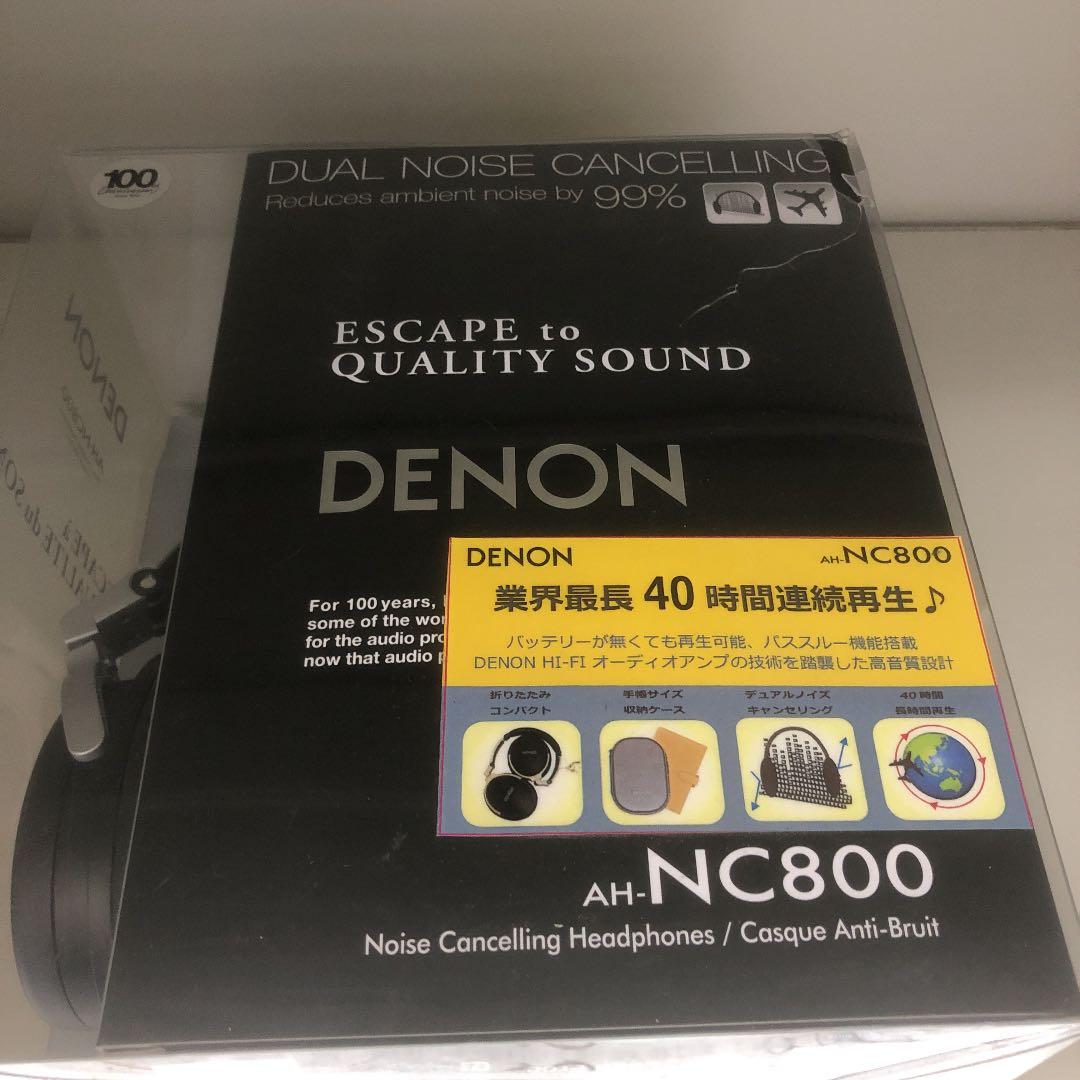 100
DUAL NOISE CANCELLING
Reduces ambient noise by 99%
ESCAPE to
QUALITY SOUND
DENON
For 100 years,
some of the
for the audio
now that audio
DENON
AH-NC800
業界最長 40 時間連続再生♪
バッテリーが無くても再生可能、パススルー機能搭載
DENON HI-FI オーディオアンプの技術を踏襲した高音質設計
折りたたみ
コンパクト
手帳サイズ
収納ケース
デュアルノイズ
キャンセリング
40時間
長時間再生
AH-NC800
Noise Cancelling Headphones / Casque Anti-Bruit
DENON
AH-NC800